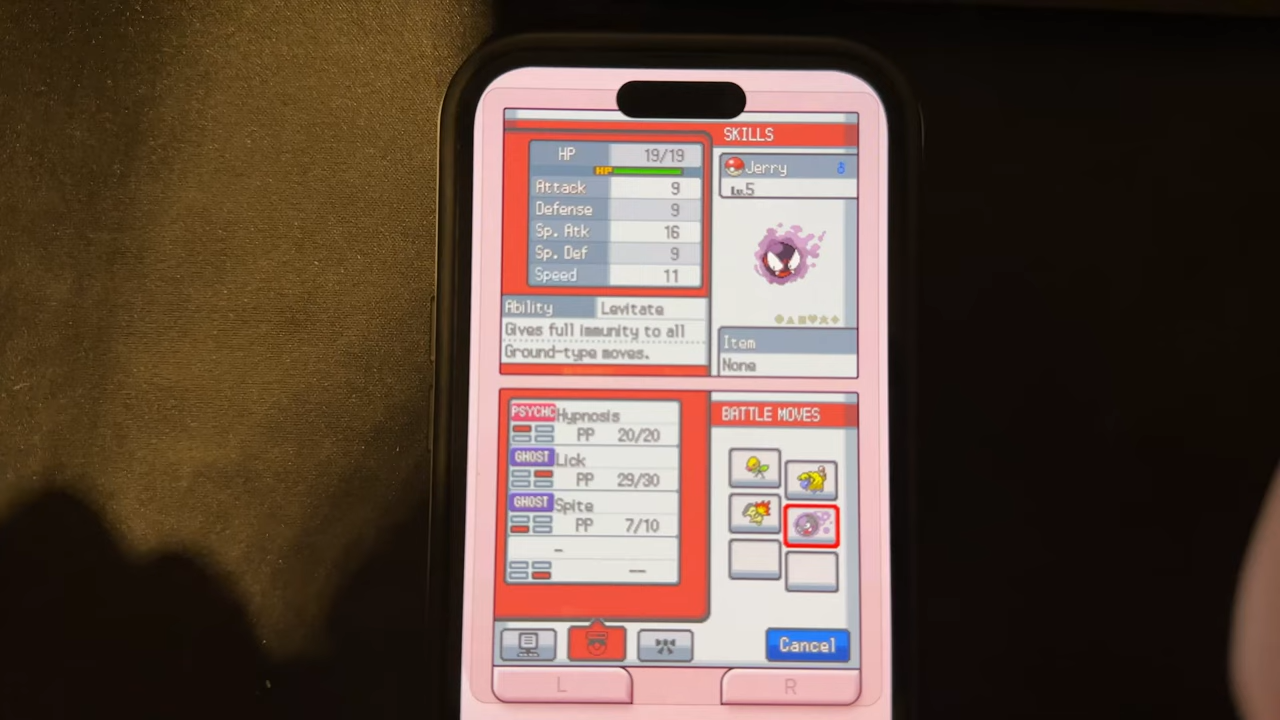 SKILLS
HP 19/19
HP
Attack 9
Defense 9
Sp. Atk 16
Sp. Def 9
Speed 11
Ability Levitate
Gives full immunity to all
Ground-type moves.
Jerry ♂
Lv.5
Item
None
BATTLE MOVES
PSYCHC Hypnosis
PP 20/20
GHOST Lick
PP 29/30
GHOST Spite
PP 7/10
-
--
Cancel
L
R